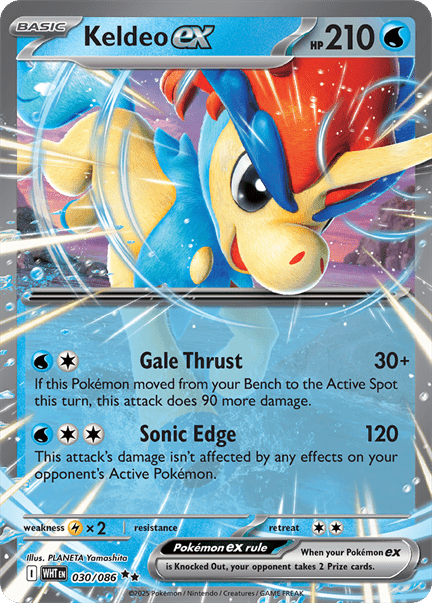 BASIC Keldeo ex HP 210
Gale Thrust 30+
If this Pokémon moved from your Bench to the Active Spot
this turn, this attack does 90 more damage.
Sonic Edge 120
This attack's damage isn't affected by any effects on your
opponent's Active Pokémon.
weakness ×2 resistance retreat
Illus. PLANETA Yamashita
Pokémon ex rule When your Pokémon ex
is Knocked Out, your opponent takes 2 Prize cards.
I WHT EN 030/086 ★★
©2025 Pokémon / Nintendo / Creatures / GAME FREAK